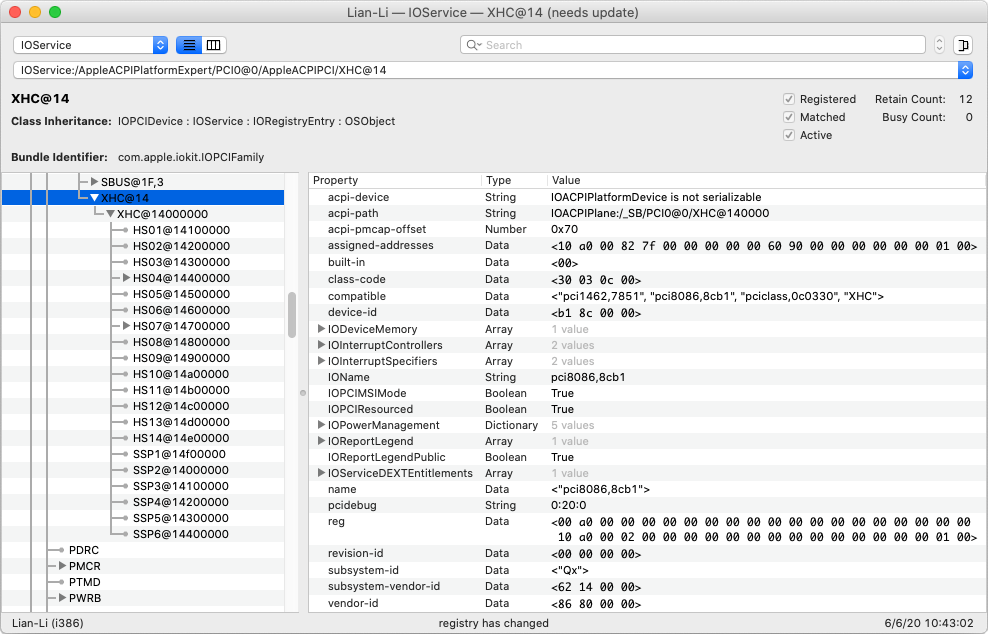 Lian-Li — IOService — XHC@14 (needs update)
IOService
Search
IOService:/AppleACPIPlatformExpert/PCI0@0/AppleACPIPCI/XHC@14
XHC@14
Registered Retain Count: 12
Class Inheritance: IOPCIDevice : IOService : IORegistryEntry : OSObject
Matched Busy Count: 0
Active
Bundle Identifier: com.apple.iokit.IOPCIFamily
SBUS@1F,3
XHC@14
XHC@14000000
HS01@14100000
HS02@14200000
HS03@14300000
HS04@14400000
HS05@14500000
HS06@14600000
HS07@14700000
HS08@14800000
HS09@14900000
HS10@14a00000
HS11@14b00000
HS12@14c00000
HS13@14d00000
HS14@14e00000
SSP1@14f00000
SSP2@14000000
SSP3@14100000
SSP4@14200000
SSP5@14300000
SSP6@14400000
PDRC
PMCR
PTMD
PWRB
Property Type Value
acpi-device String IOACPIPlatformDevice is not serializable
acpi-path String IOACPIPlane:/_SB/PCI0@0/XHC@140000
acpi-pmcap-offset Number 0x70
assigned-addresses Data <10 a0 00 82 7f 00 00 00 00 00 60 90 00 00 00 00 00 00 01 00>
built-in Data <00>
class-code Data <30 03 0c 00>
compatible Data <"pci1462,7851", "pci8086,8cb1", "pciclass,0c0330", "XHC">
device-id Data <b1 8c 00 00>
IODeviceMemory Array 1 value
IOInterruptControllers Array 2 values
IOInterruptSpecifiers Array 2 values
IOName String pci8086,8cb1
IOPCIMSIMode Boolean True
IOPCIResourced Boolean True
IOPowerManagement Dictionary 5 values
IOReportLegend Array 1 value
IOReportLegendPublic Boolean True
IOServiceDEXTEntitlements Array 1 value
name Data <"pci8086,8cb1">
pcidebug String 0:20:0
reg Data <00 a0 00 00 00 00 00 00 00 00 00 00 00 00 00 00 00 00 00 00
10 a0 00 02 00 00 00 00 00 00 00 00 00 00 00 00 00 00 01 00>
revision-id Data <00 00 00 00>
subsystem-id Data <"Qx">
subsystem-vendor-id Data <62 14 00 00>
vendor-id Data <86 80 00 00>
Lian-Li (i386) registry has changed 6/6/20 10:43:02